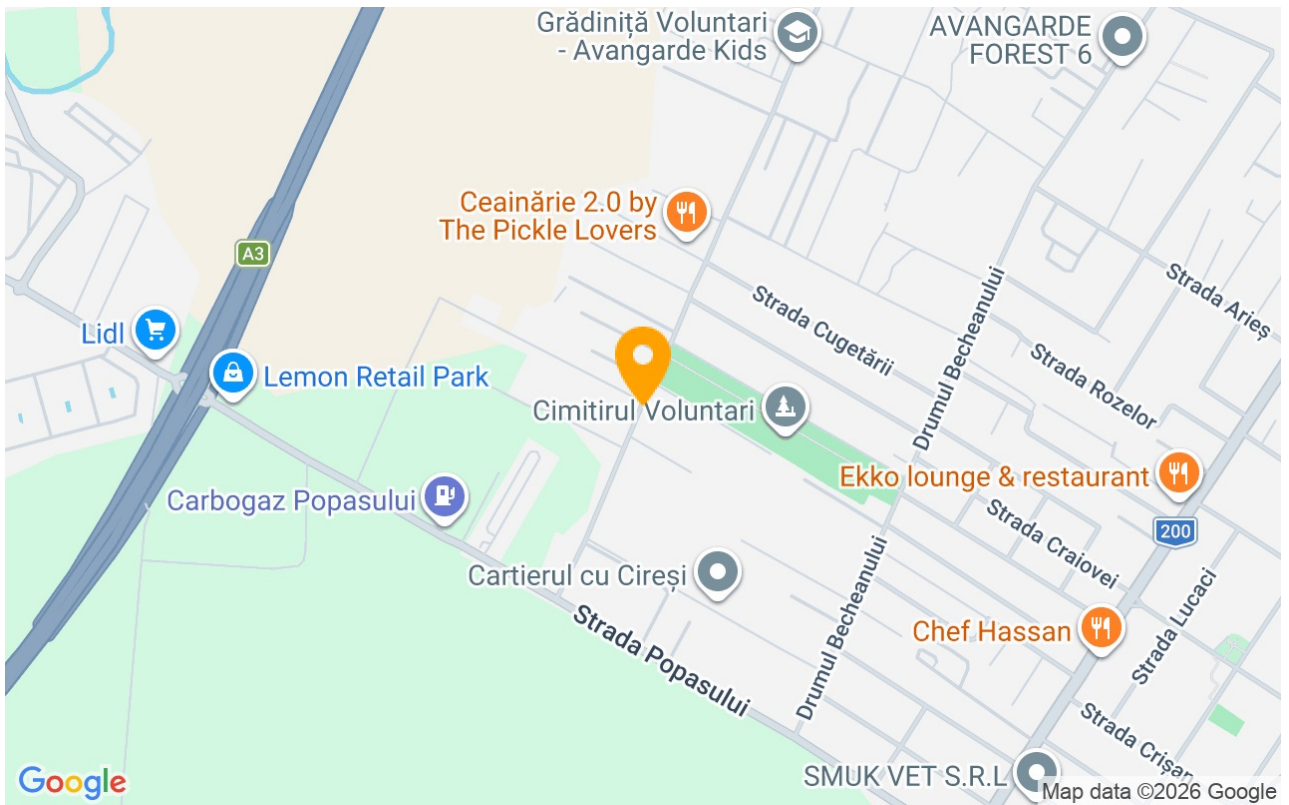 Grădiniță Voluntari
- Avangarde Kids
AVANGARDE
FOREST 6
Ceainărie 2.0 by
The Pickle Lovers
A3
Strada Arieș
Strada Cugetării
Drumul Becheanului
Lidl
Strada Rozelor
Lemon Retail Park
Cimitirul Voluntari
Ekko lounge & restaurant
Carbogaz Popasului
200
Strada Craiovei
Cartierul cu Cireși
Drumul Becheanului
Strada Lucaci
Chef Hassan
Strada Popasului
Strada Crișan
SMUK VET S.R.L
Google
Map data ©2026 Google